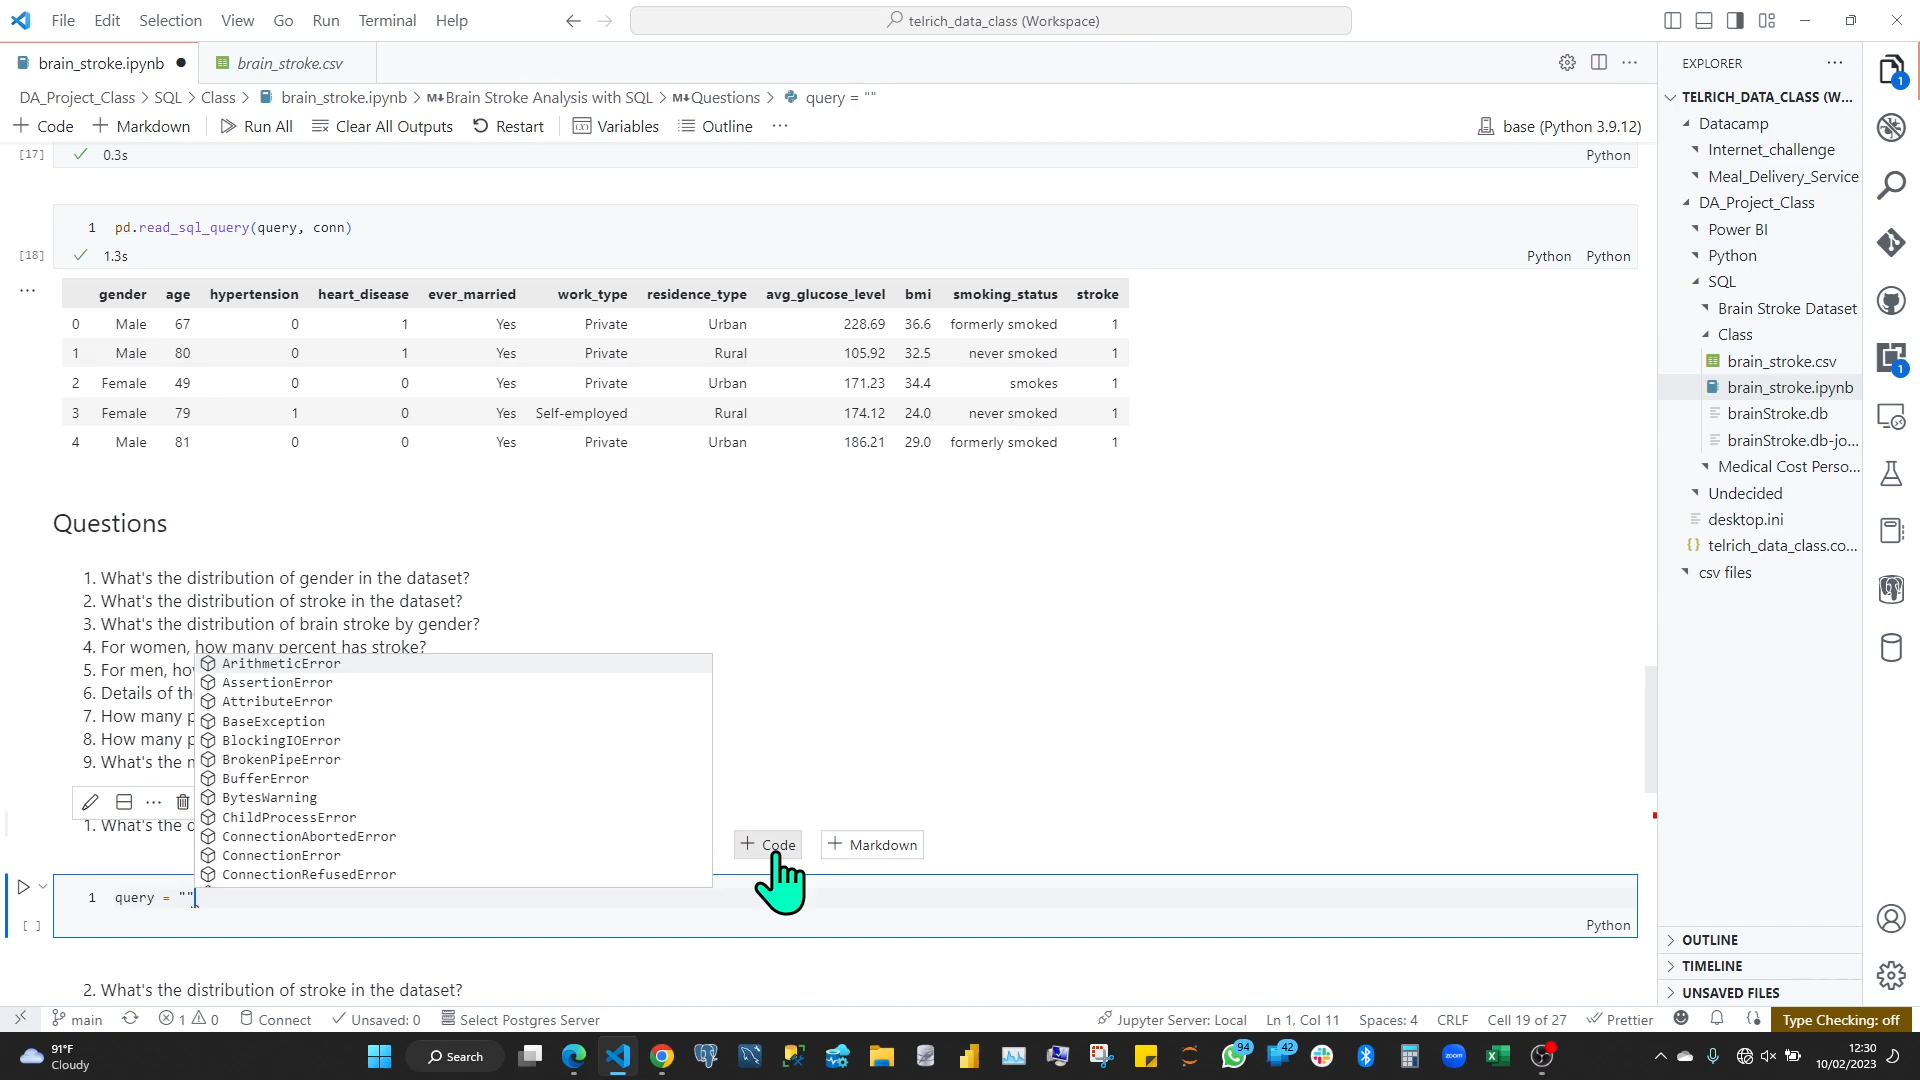 File Edit Selection View Go Run Terminal Help
telrich_data_class (Workspace)
brain_stroke.ipynb
brain_stroke.csv
DA_Project_Class > SQL > Class > brain_stroke.ipynb > M↓Brain Stroke Analysis with SQL > M↓Questions > query = ""
+ Code + Markdown Run All Clear All Outputs Restart Variables Outline ...
base (Python 3.9.12)
[17] 0.3s Python
1 pd.read_sql_query(query, conn)
[18] 1.3s Python Python
...
gender age hypertension heart_disease ever_married work_type residence_type avg_glucose_level bmi smoking_status stroke
0 Male 67 0 1 Yes Private Urban 228.69 36.6 formerly smoked 1
1 Male 80 0 1 Yes Private Rural 105.92 32.5 never smoked 1
2 Female 49 0 0 Yes Private Urban 171.23 34.4 smokes 1
3 Female 79 1 0 Yes Self-employed Rural 174.12 24.0 never smoked 1
4 Male 81 0 0 Yes Private Urban 186.21 29.0 formerly smoked 1
Questions
1. What's the distribution of gender in the dataset?
2. What's the distribution of stroke in the dataset?
3. What's the distribution of brain stroke by gender?
4. For women, how many percent has stroke?
5. For men,
6. Details of
7. How many
8. How many
9. What's the
ArithmeticError
AssertionError
AttributeError
BaseException
BlockingIOError
BrokenPipeError
BufferError
BytesWarning
ChildProcessError
ConnectionAbortedError
ConnectionError
ConnectionRefusedError
1. What's the
+ Code + Markdown
1 query = ""
[ ] Python
2. What's the distribution of stroke in the dataset?
EXPLORER
TELRICH_DATA_CLASS (W...
Datacamp
Internet_challenge
Meal_Delivery_Service
DA_Project_Class
Power BI
Python
SQL
Brain Stroke Dataset
Class
brain_stroke.csv
brain_stroke.ipynb
brainStroke.db
brainStroke.db-jo...
Medical Cost Perso...
Undecided
desktop.ini
{} telrich_data_class.co...
csv files
OUTLINE
TIMELINE
UNSAVED FILES
1
1
main 1 0 Connect Unsaved: 0 Select Postgres Server
Jupyter Server: Local Ln 1, Col 11 Spaces: 4 CRLF Cell 19 of 27 Prettier Type Checking: off
91°F
Cloudy
Search
94
42
zoom
12:30
10/02/2023